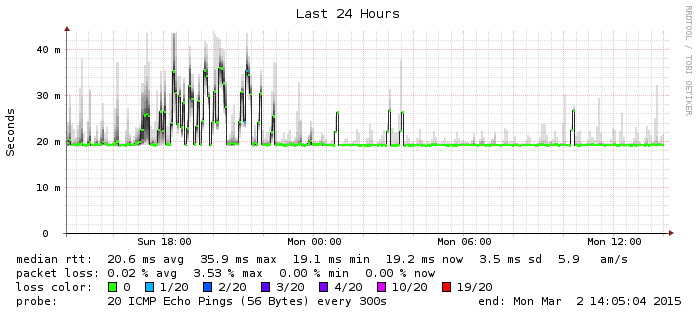 Last 24 Hours
RRDTOOL / TOBI OETIKER
Seconds
40 m
30 m
20 m
10 m
0
Sun 18:00 Mon 00:00 Mon 06:00 Mon 12:00
median rtt: 20.6 ms avg 35.9 ms max 19.1 ms min 19.2 ms now 3.5 ms sd 5.9 am/s
packet loss: 0.02 % avg 3.53 % max 0.00 % min 0.00 % now
loss color: 0 1/20 2/20 3/20 4/20 10/20 19/20
probe: 20 ICMP Echo Pings (56 Bytes) every 300s end: Mon Mar 2 14:05:04 2015